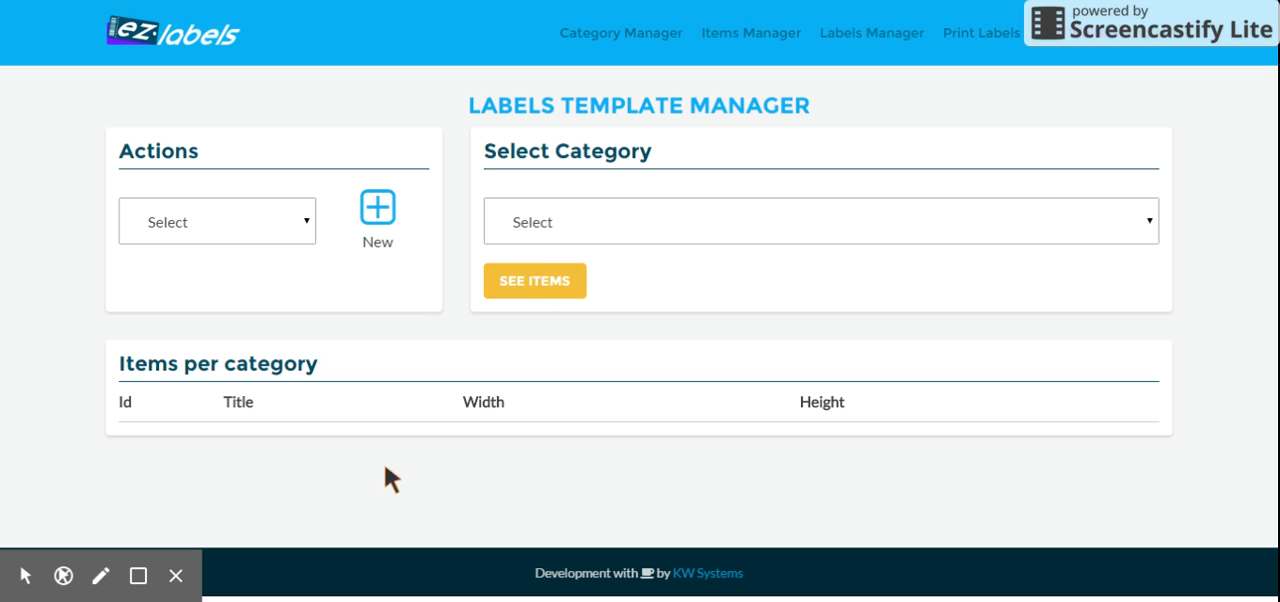 ez labels
Category Manager Items Manager Labels Manager Print Labels
powered by
Screencastify Lite
LABELS TEMPLATE MANAGER
Actions
Select
New
Select Category
Select
SEE ITEMS
Items per category
Id Title Width Height
Development with by KW Systems